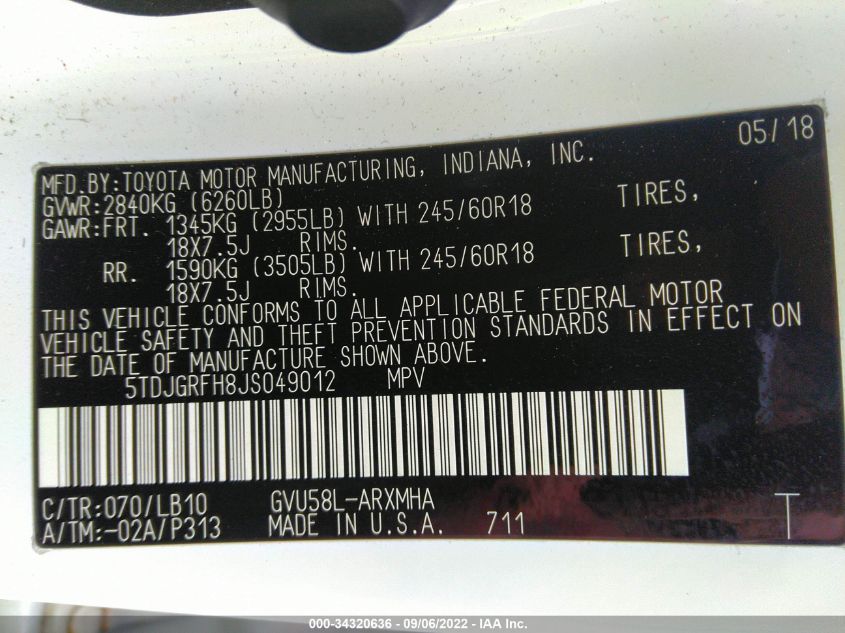 05/18
MFD.BY:TOYOTA MOTOR MANUFACTURING, INDIANA, INC.
GVWR:2840KG (6260LB)
GAWR:FRT. 1345KG (2955LB) WITH 245/60R18 TIRES,
18X7.5J RIMS.
RR. 1590KG (3505LB) WITH 245/60R18 TIRES,
18X7.5J RIMS.
THIS VEHICLE CONFORMS TO ALL APPLICABLE FEDERAL MOTOR
VEHICLE SAFETY AND THEFT PREVENTION STANDARDS IN EFFECT ON
THE DATE OF MANUFACTURE SHOWN ABOVE.
5TDJGRFH8JS049012 MPV
C/TR:070/LB10 GVU58L-ARXMHA
A/TM:-02A/P313 MADE IN U.S.A. 711 T
000-34320636 - 09/06/2022 - IAA Inc.